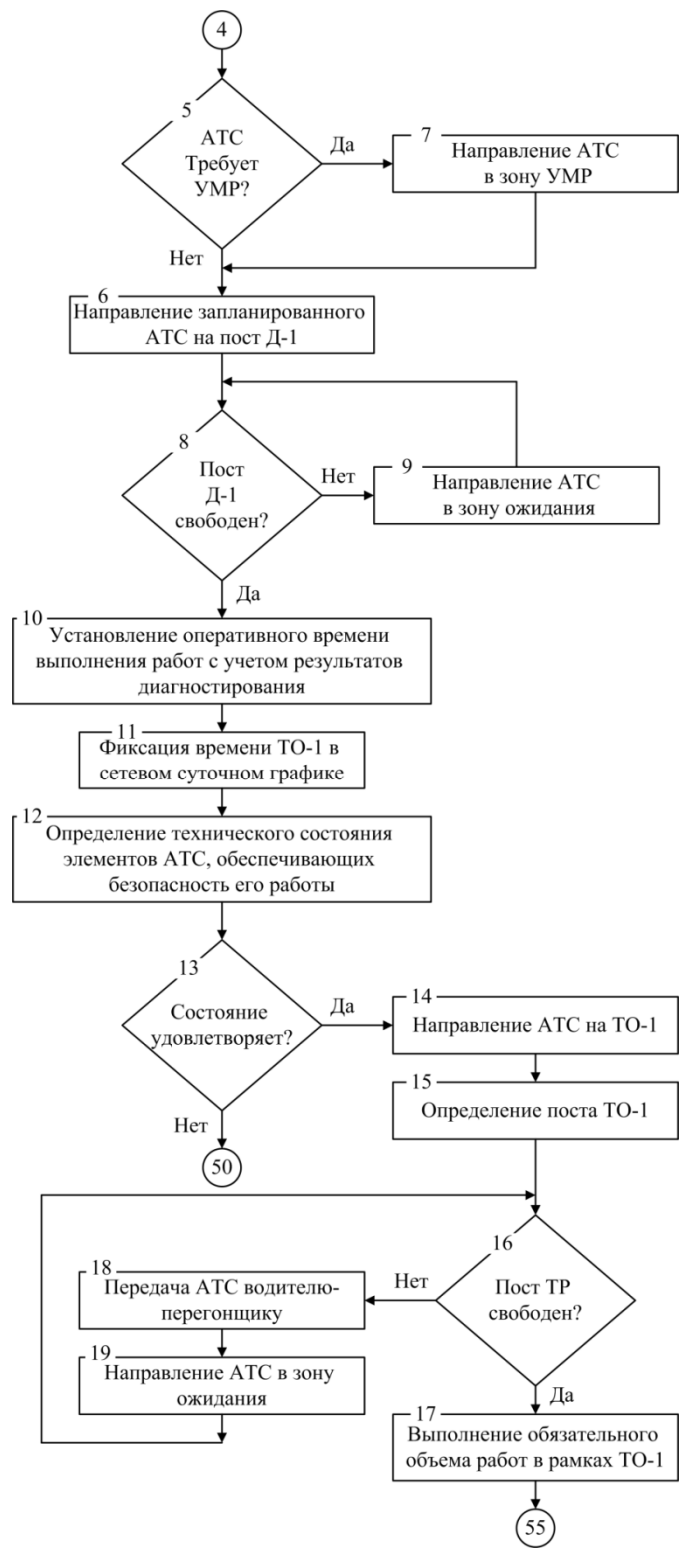 4
5
АТС
Требует
УМР?
Да
7
Направление АТС
в зону УМР
Нет
6
Направление запланированного
АТС на пост Д-1
8
Пост
Д-1
свободен?
Нет
9
Направление АТС
в зону ожидания
Да
10
Установление оперативного времени
выполнения работ с учетом результатов
диагностирования
11
Фиксация времени ТО-1 в
сетевом суточном графике
12
Определение технического состояния
элементов АТС, обеспечивающих
безопасность его работы
13
Состояние
удовлетворяет?
Да
14
Направление АТС на ТО-1
15
Определение поста ТО-1
Нет
50
16
Пост ТР
свободен?
Нет
18
Передача АТС водителю-
перегонщику
19
Направление АТС в зону
ожидания
Да
17
Выполнение обязательного
объема работ в рамках ТО-1
55